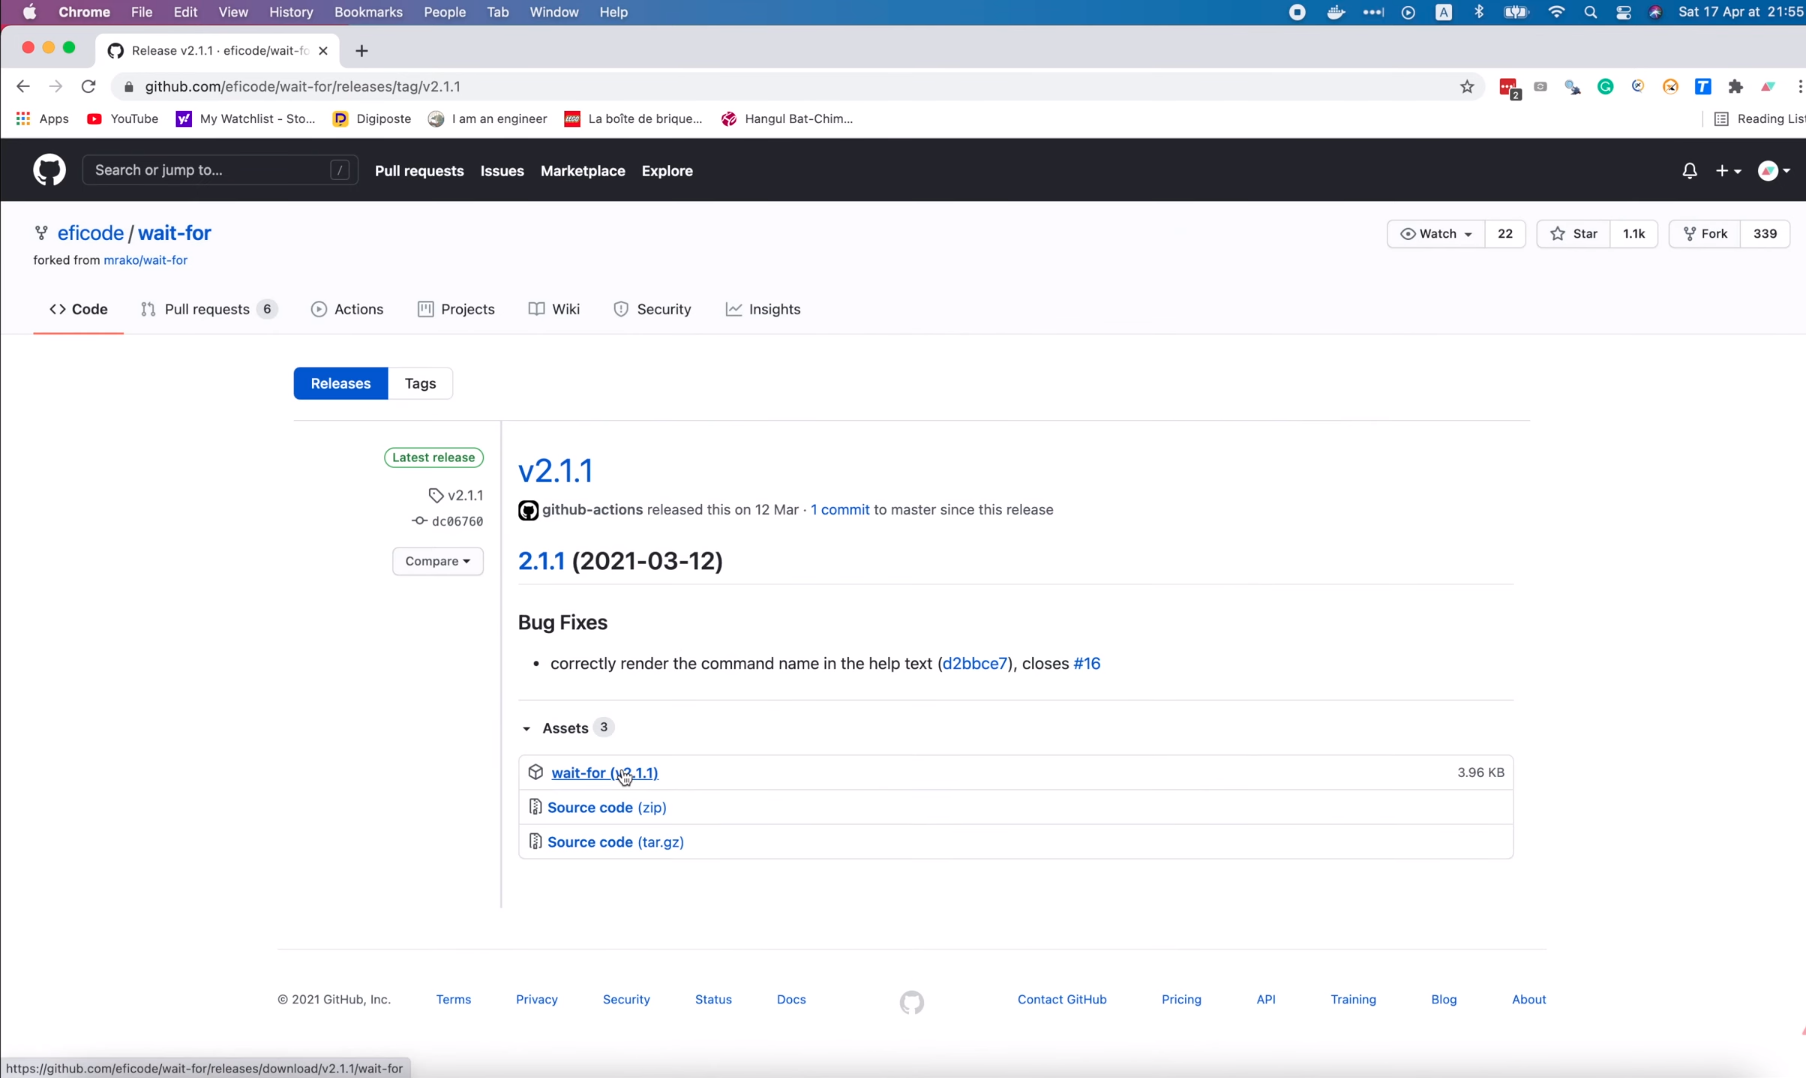 Chrome File Edit View History Bookmarks People Tab Window Help A Sat 17 Apr at 21:55
Release v2.1.1 · eficode/wait-fo
github.com/eficode/wait-for/releases/tag/v2.1.1 2
Apps YouTube My Watchlist - Sto... Digiposte I am an engineer La boîte de brique... Hangul Bat-Chim... Reading List
Search or jump to... / Pull requests Issues Marketplace Explore
eficode / wait-for Watch 22 Star 1.1k Fork 339
forked from mrako/wait-for
Code Pull requests 6 Actions Projects Wiki Security Insights
Releases Tags
Latest release
v2.1.1
dc06760
Compare
v2.1.1
github-actions released this on 12 Mar · 1 commit to master since this release
2.1.1 (2021-03-12)
Bug Fixes
• correctly render the command name in the help text (d2bbce7), closes #16
Assets 3
wait-for (v2.1.1) 3.96 KB
Source code (zip)
Source code (tar.gz)
© 2021 GitHub, Inc. Terms Privacy Security Status Docs Contact GitHub Pricing API Training Blog About
https://github.com/eficode/wait-for/releases/download/v2.1.1/wait-for